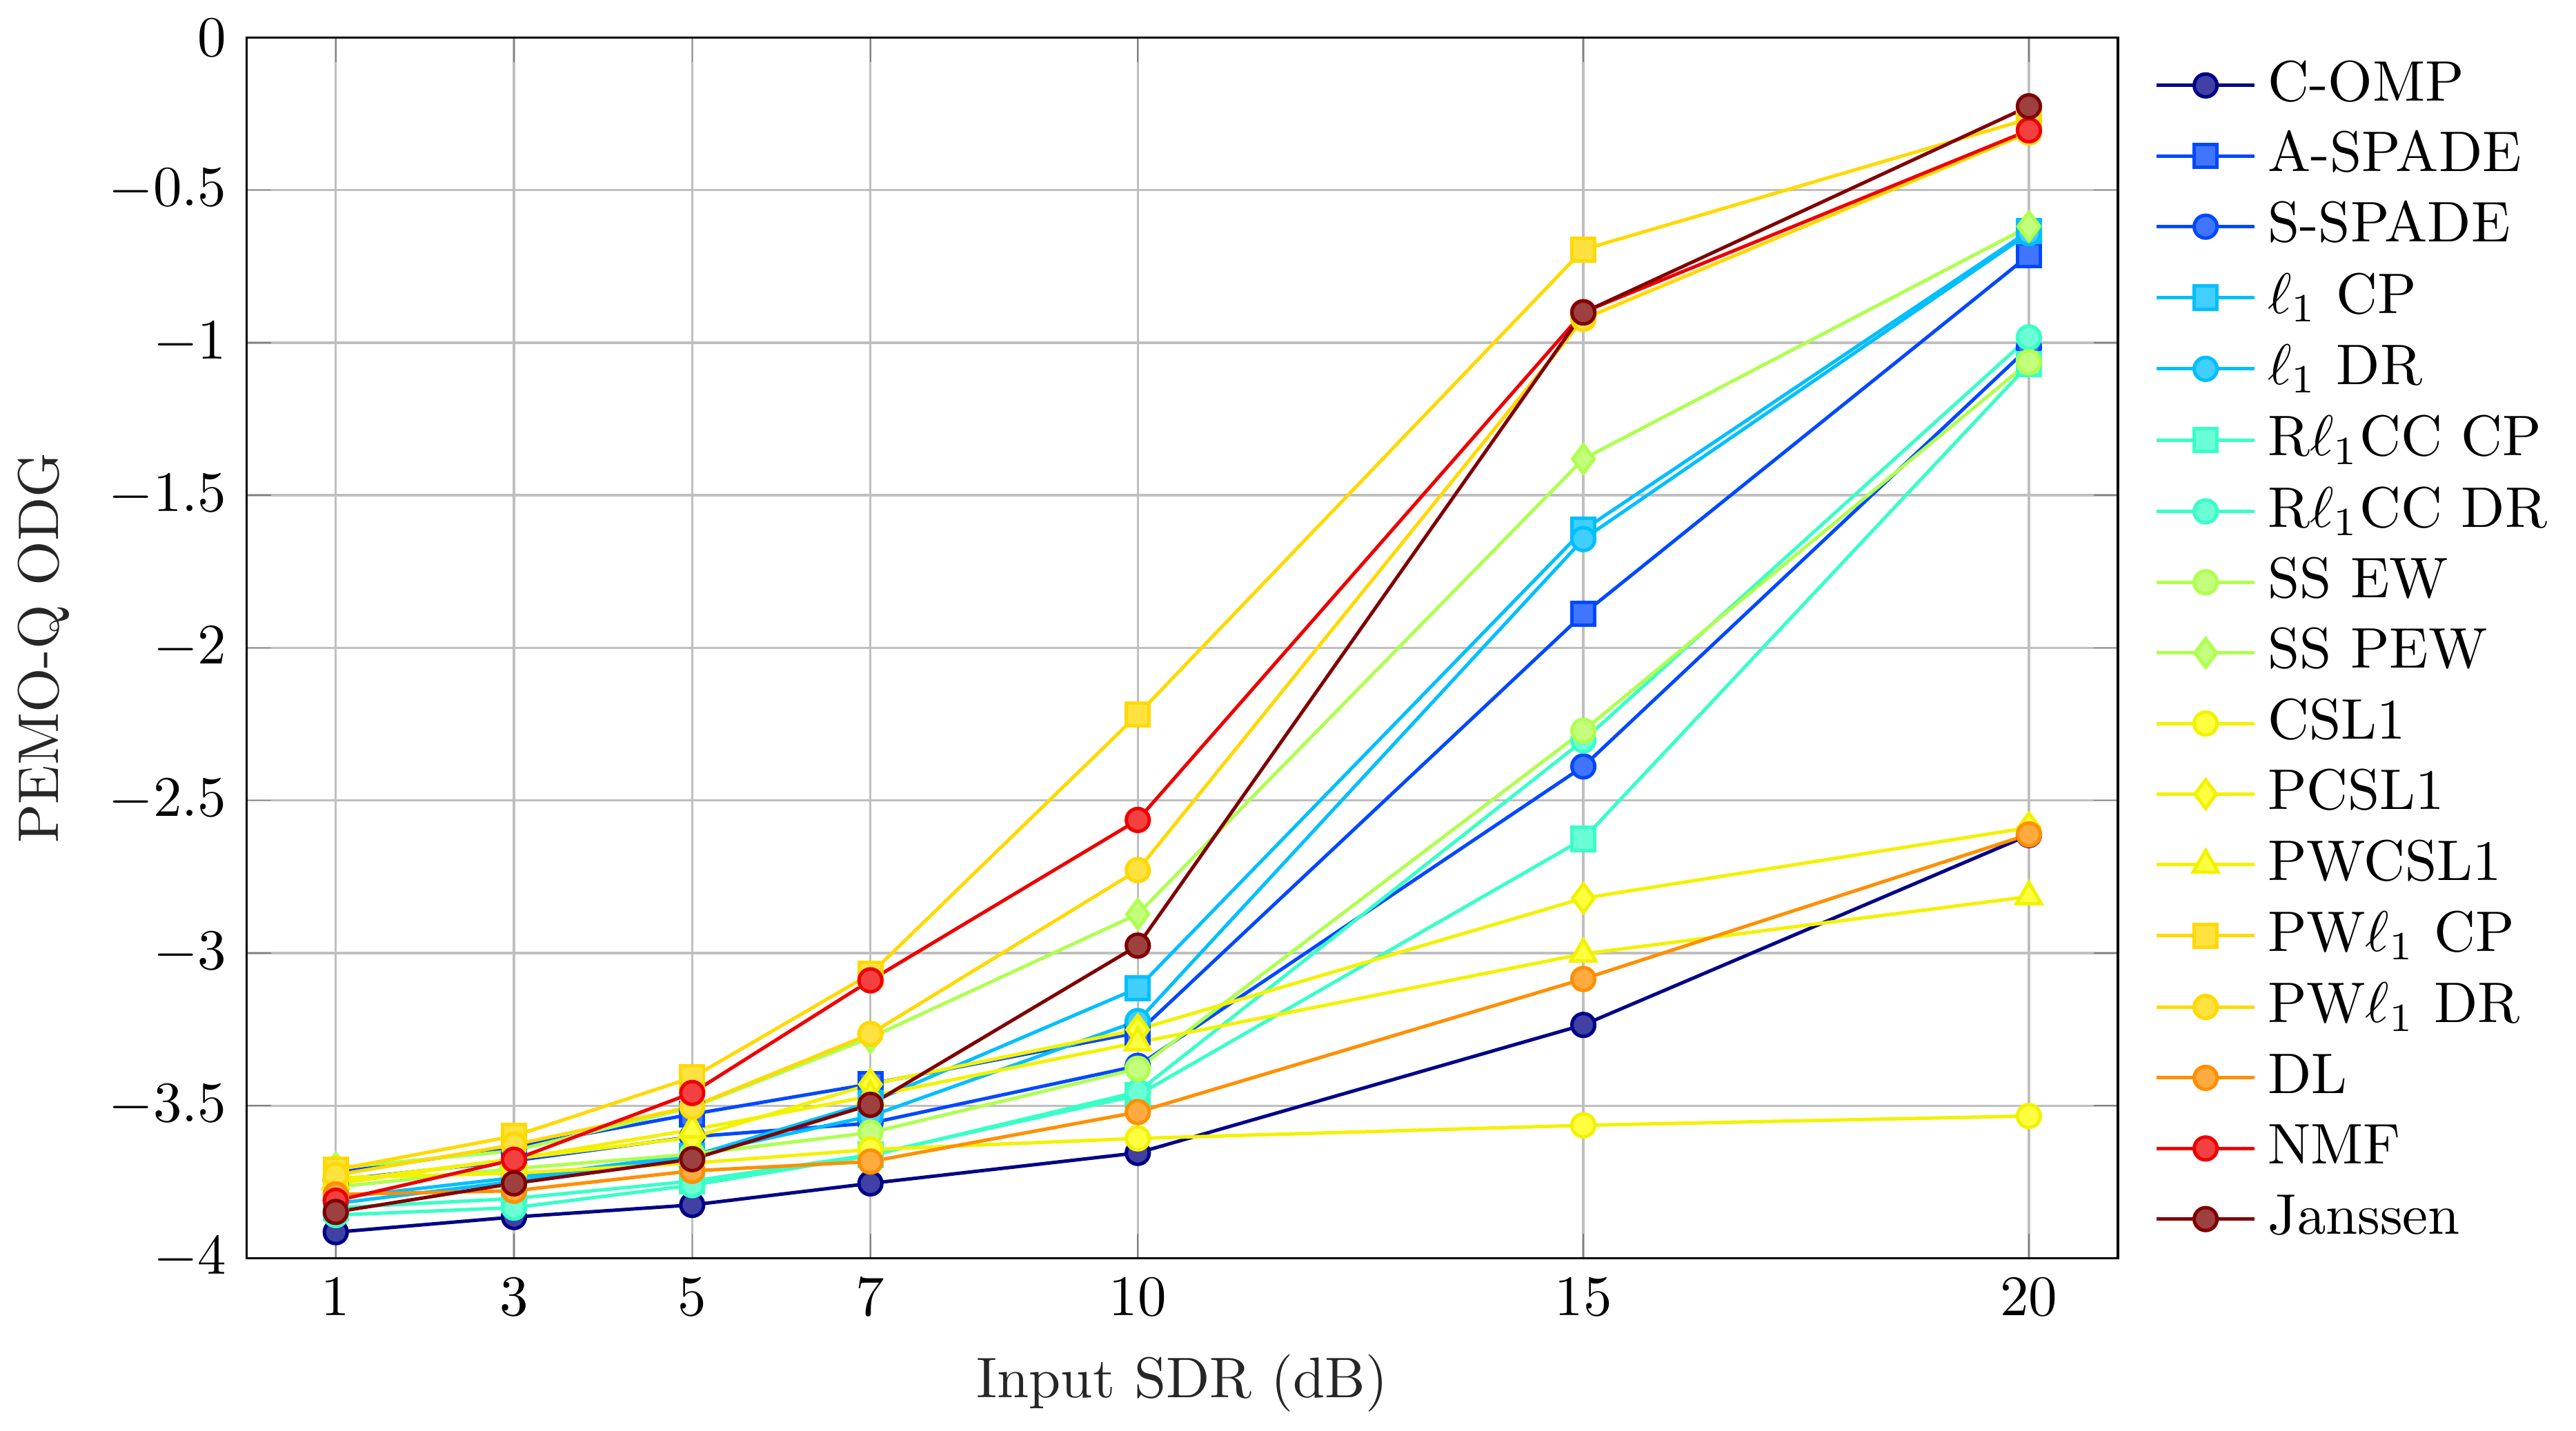 PEMO-Q ODG
0
−0.5
−1
−1.5
−2
−2.5
−3
−3.5
−4
1 3 5 7 10 15 20
Input SDR (dB)
C-OMP
A-SPADE
S-SPADE
ℓ₁ CP
ℓ₁ DR
Rℓ₁CC CP
Rℓ₁CC DR
SS EW
SS PEW
CSL1
PCSL1
PWCSL1
PWℓ₁ CP
PWℓ₁ DR
DL
NMF
Janssen